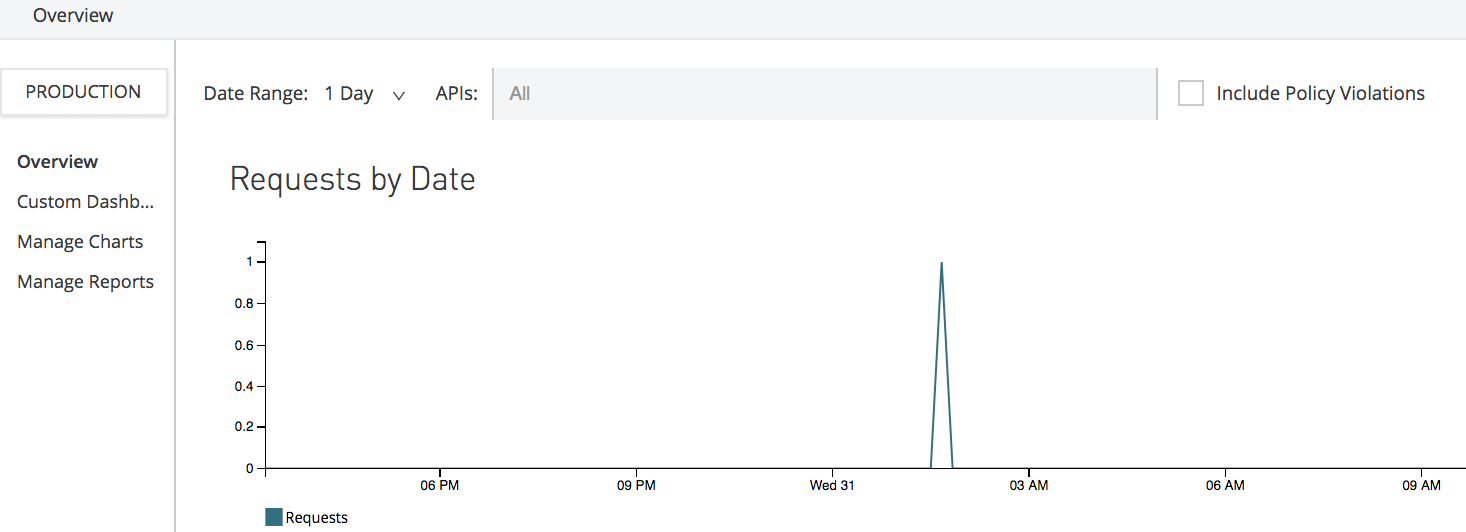 Overview
PRODUCTION
Date Range: 1 Day APIs: All Include Policy Violations
Overview
Custom Dashb...
Manage Charts
Manage Reports
Requests by Date
1
0.8
0.6
0.4
0.2
0
06 PM 09 PM Wed 31 03 AM 06 AM 09 AM
Requests